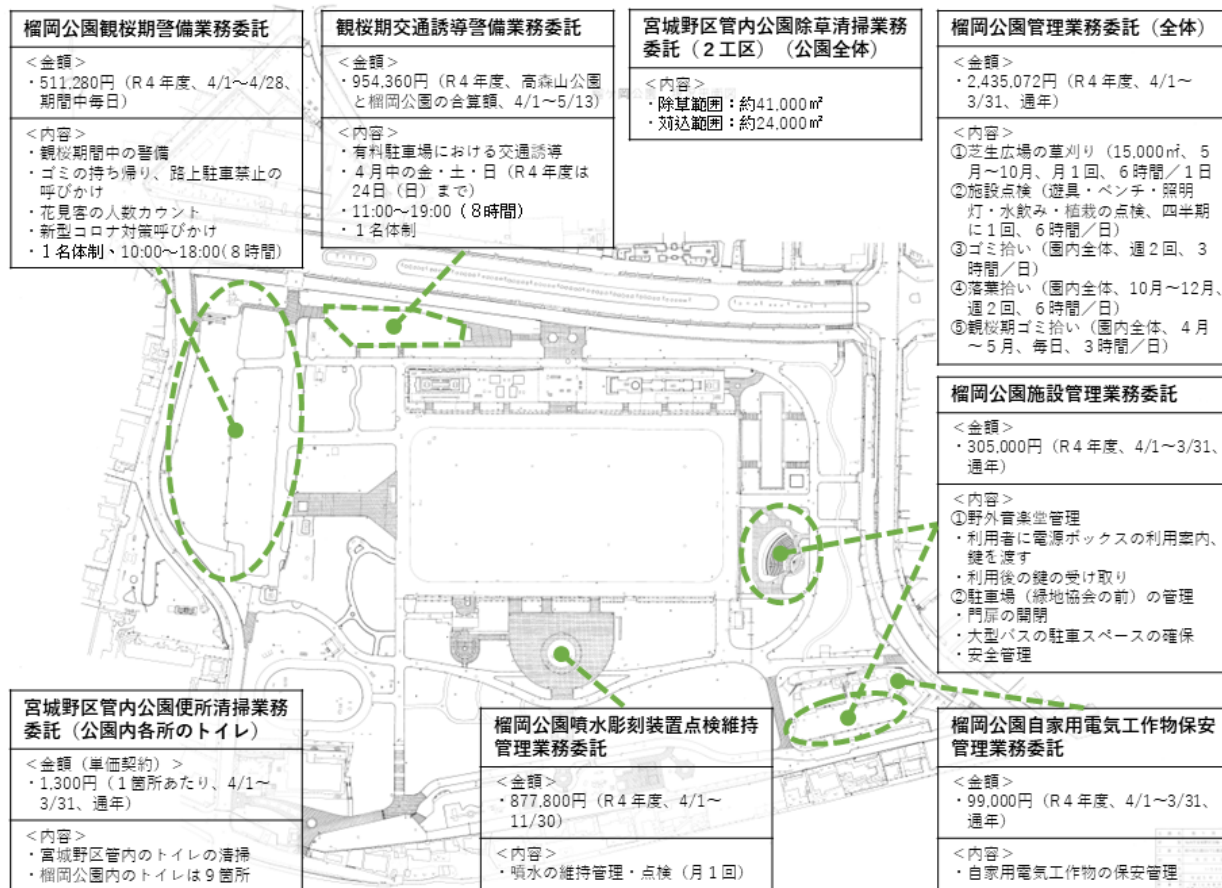 榴岡公園観桜期警備業務委託
＜金額＞
・511,280円（R４年度、4/1～4/28、
期間中毎日）
＜内容＞
・観桜期間中の警備
・ゴミの持ち帰り、路上駐車禁止の
呼びかけ
・花見客の人数カウント
・新型コロナ対策呼びかけ
・１名体制、10:00～18:00(８時間)
観桜期交通誘導警備業務委託
＜金額＞
・954,360円（R４年度、高森山公園
と榴岡公園の合算額、4/1～5/13）
＜内容＞
・有料駐車場における交通誘導
・４月中の金・土・日（R４年度は
24日（日）まで）
・11:00～19:00（８時間）
・１名体制
宮城野区管内公園除草清掃業務
委託（２工区）（公園全体）
＜内容＞
・除草範囲：約41,000㎡
・刈込範囲：約24,000㎡
榴岡公園管理業務委託（全体）
＜金額＞
・2,435,072円（R４年度、4/1～
3/31、通年）
＜内容＞
①芝生広場の草刈り（15,000㎡、５
月～10月、月１回、６時間／１日
②施設点検（遊具・ベンチ・照明
灯・水飲み・植栽の点検、四半期
に１回、６時間／日）
③ゴミ拾い（園内全体、週２回、３
時間／日）
④落葉拾い（園内全体、10月～12月、
週２回、６時間／日）
⑤観桜期ゴミ拾い（園内全体、４月
～５月、毎日、３時間／日）
榴岡公園施設管理業務委託
＜金額＞
・305,000円（R４年度、4/1～3/31、
通年）
＜内容＞
①野外音楽堂管理
・利用者に電源ボックスの利用案内、
鍵を渡す
・利用後の鍵の受け取り
②駐車場（緑地協会の前）の管理
・門扉の開閉
・大型バスの駐車スペースの確保
・安全管理
宮城野区管内公園便所清掃業務
委託（公園内各所のトイレ）
＜金額（単価契約）＞
・1,300円（１箇所あたり、4/1～
3/31、通年）
＜内容＞
・宮城野区管内のトイレの清掃
・榴岡公園内のトイレは９箇所
榴岡公園噴水彫刻装置点検維持
管理業務委託
＜金額＞
・877,800円（R４年度、4/1～
11/30）
＜内容＞
・噴水の維持管理・点検（月１回）
榴岡公園自家用電気工作物保安
管理業務委託
＜金額＞
・99,000円（R４年度、4/1～3/31、
通年）
＜内容＞
・自家用電気工作物の保安管理